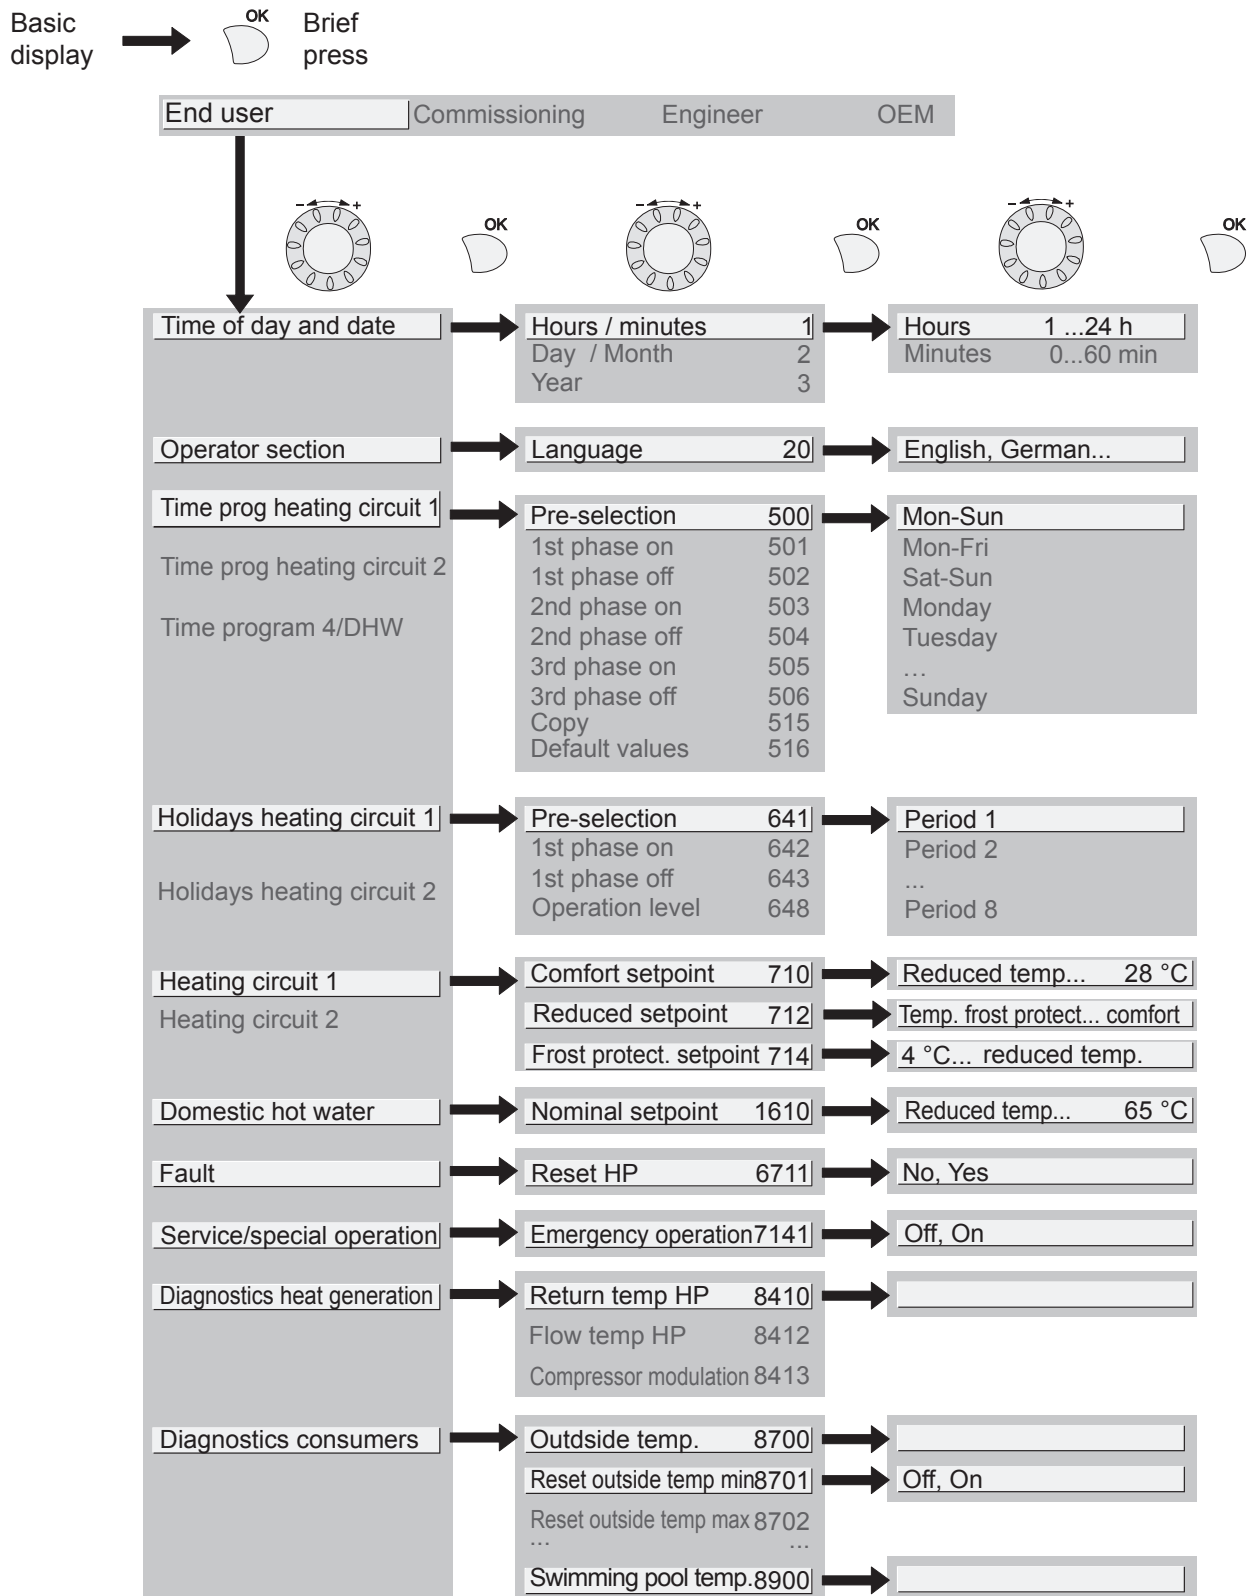 Basic display
OK
Brief press
End user Commissioning Engineer OEM
- + OK - + OK - + OK
Time of day and date Hours / minutes 1 Hours 1 ...24 h
Day / Month 2 Minutes 0...60 min
Year 3
Operator section Language 20 English, German...
Time prog heating circuit 1 Pre-selection 500 Mon-Sun
1st phase on 501 Mon-Fri
Time prog heating circuit 2 1st phase off 502 Sat-Sun
2nd phase on 503 Monday
Time program 4/DHW 2nd phase off 504 Tuesday
3rd phase on 505 ...
3rd phase off 506 Sunday
Copy 515
Default values 516
Holidays heating circuit 1 Pre-selection 641 Period 1
1st phase on 642 Period 2
Holidays heating circuit 2 1st phase off 643 ...
Operation level 648 Period 8
Heating circuit 1 Comfort setpoint 710 Reduced temp... 28 °C
Heating circuit 2 Reduced setpoint 712 Temp. frost protect... comfort
Frost protect. setpoint 714 4 °C... reduced temp.
Domestic hot water Nominal setpoint 1610 Reduced temp... 65 °C
Fault Reset HP 6711 No, Yes
Service/special operation Emergency operation 7141 Off, On
Diagnostics heat generation Return temp HP 8410
Flow temp HP 8412
Compressor modulation 8413
Diagnostics consumers Outdside temp. 8700
Reset outside temp min 8701 Off, On
Reset outside temp max 8702
... ...
Swimming pool temp. 8900